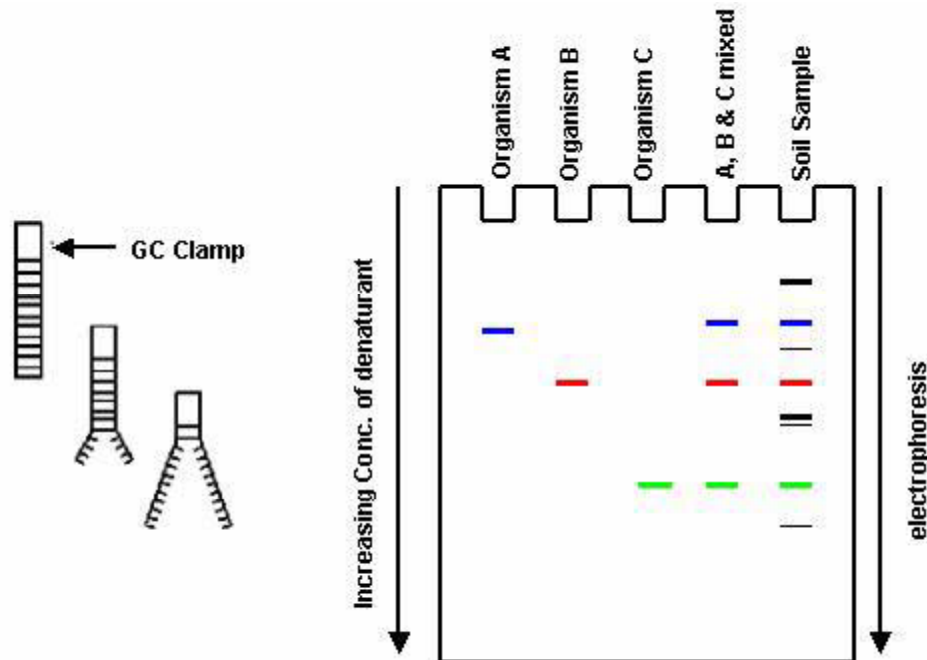 GC Clamp
Increasing Conc. of denaturant
Organism A
Organism B
Organism C
A, B & C mixed
Soil Sample
electrophoresis